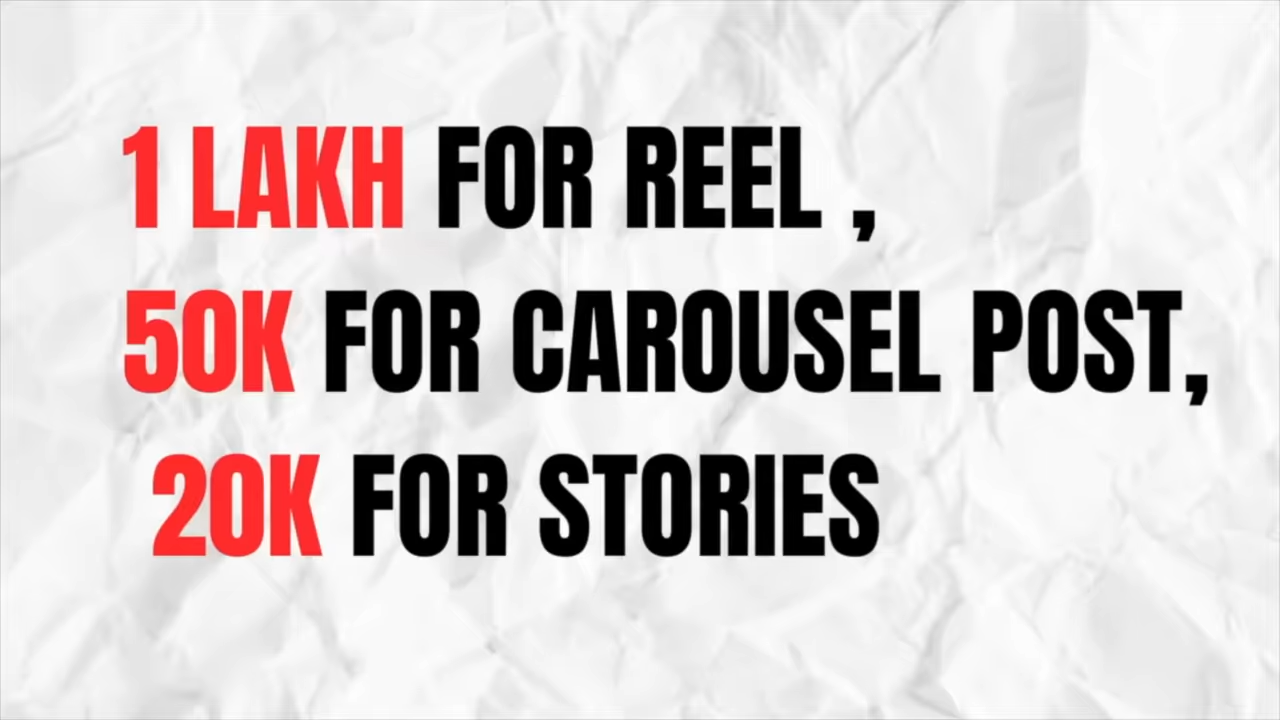 1 LAKH FOR REEL ,
50K FOR CAROUSEL POST,
20K FOR STORIES